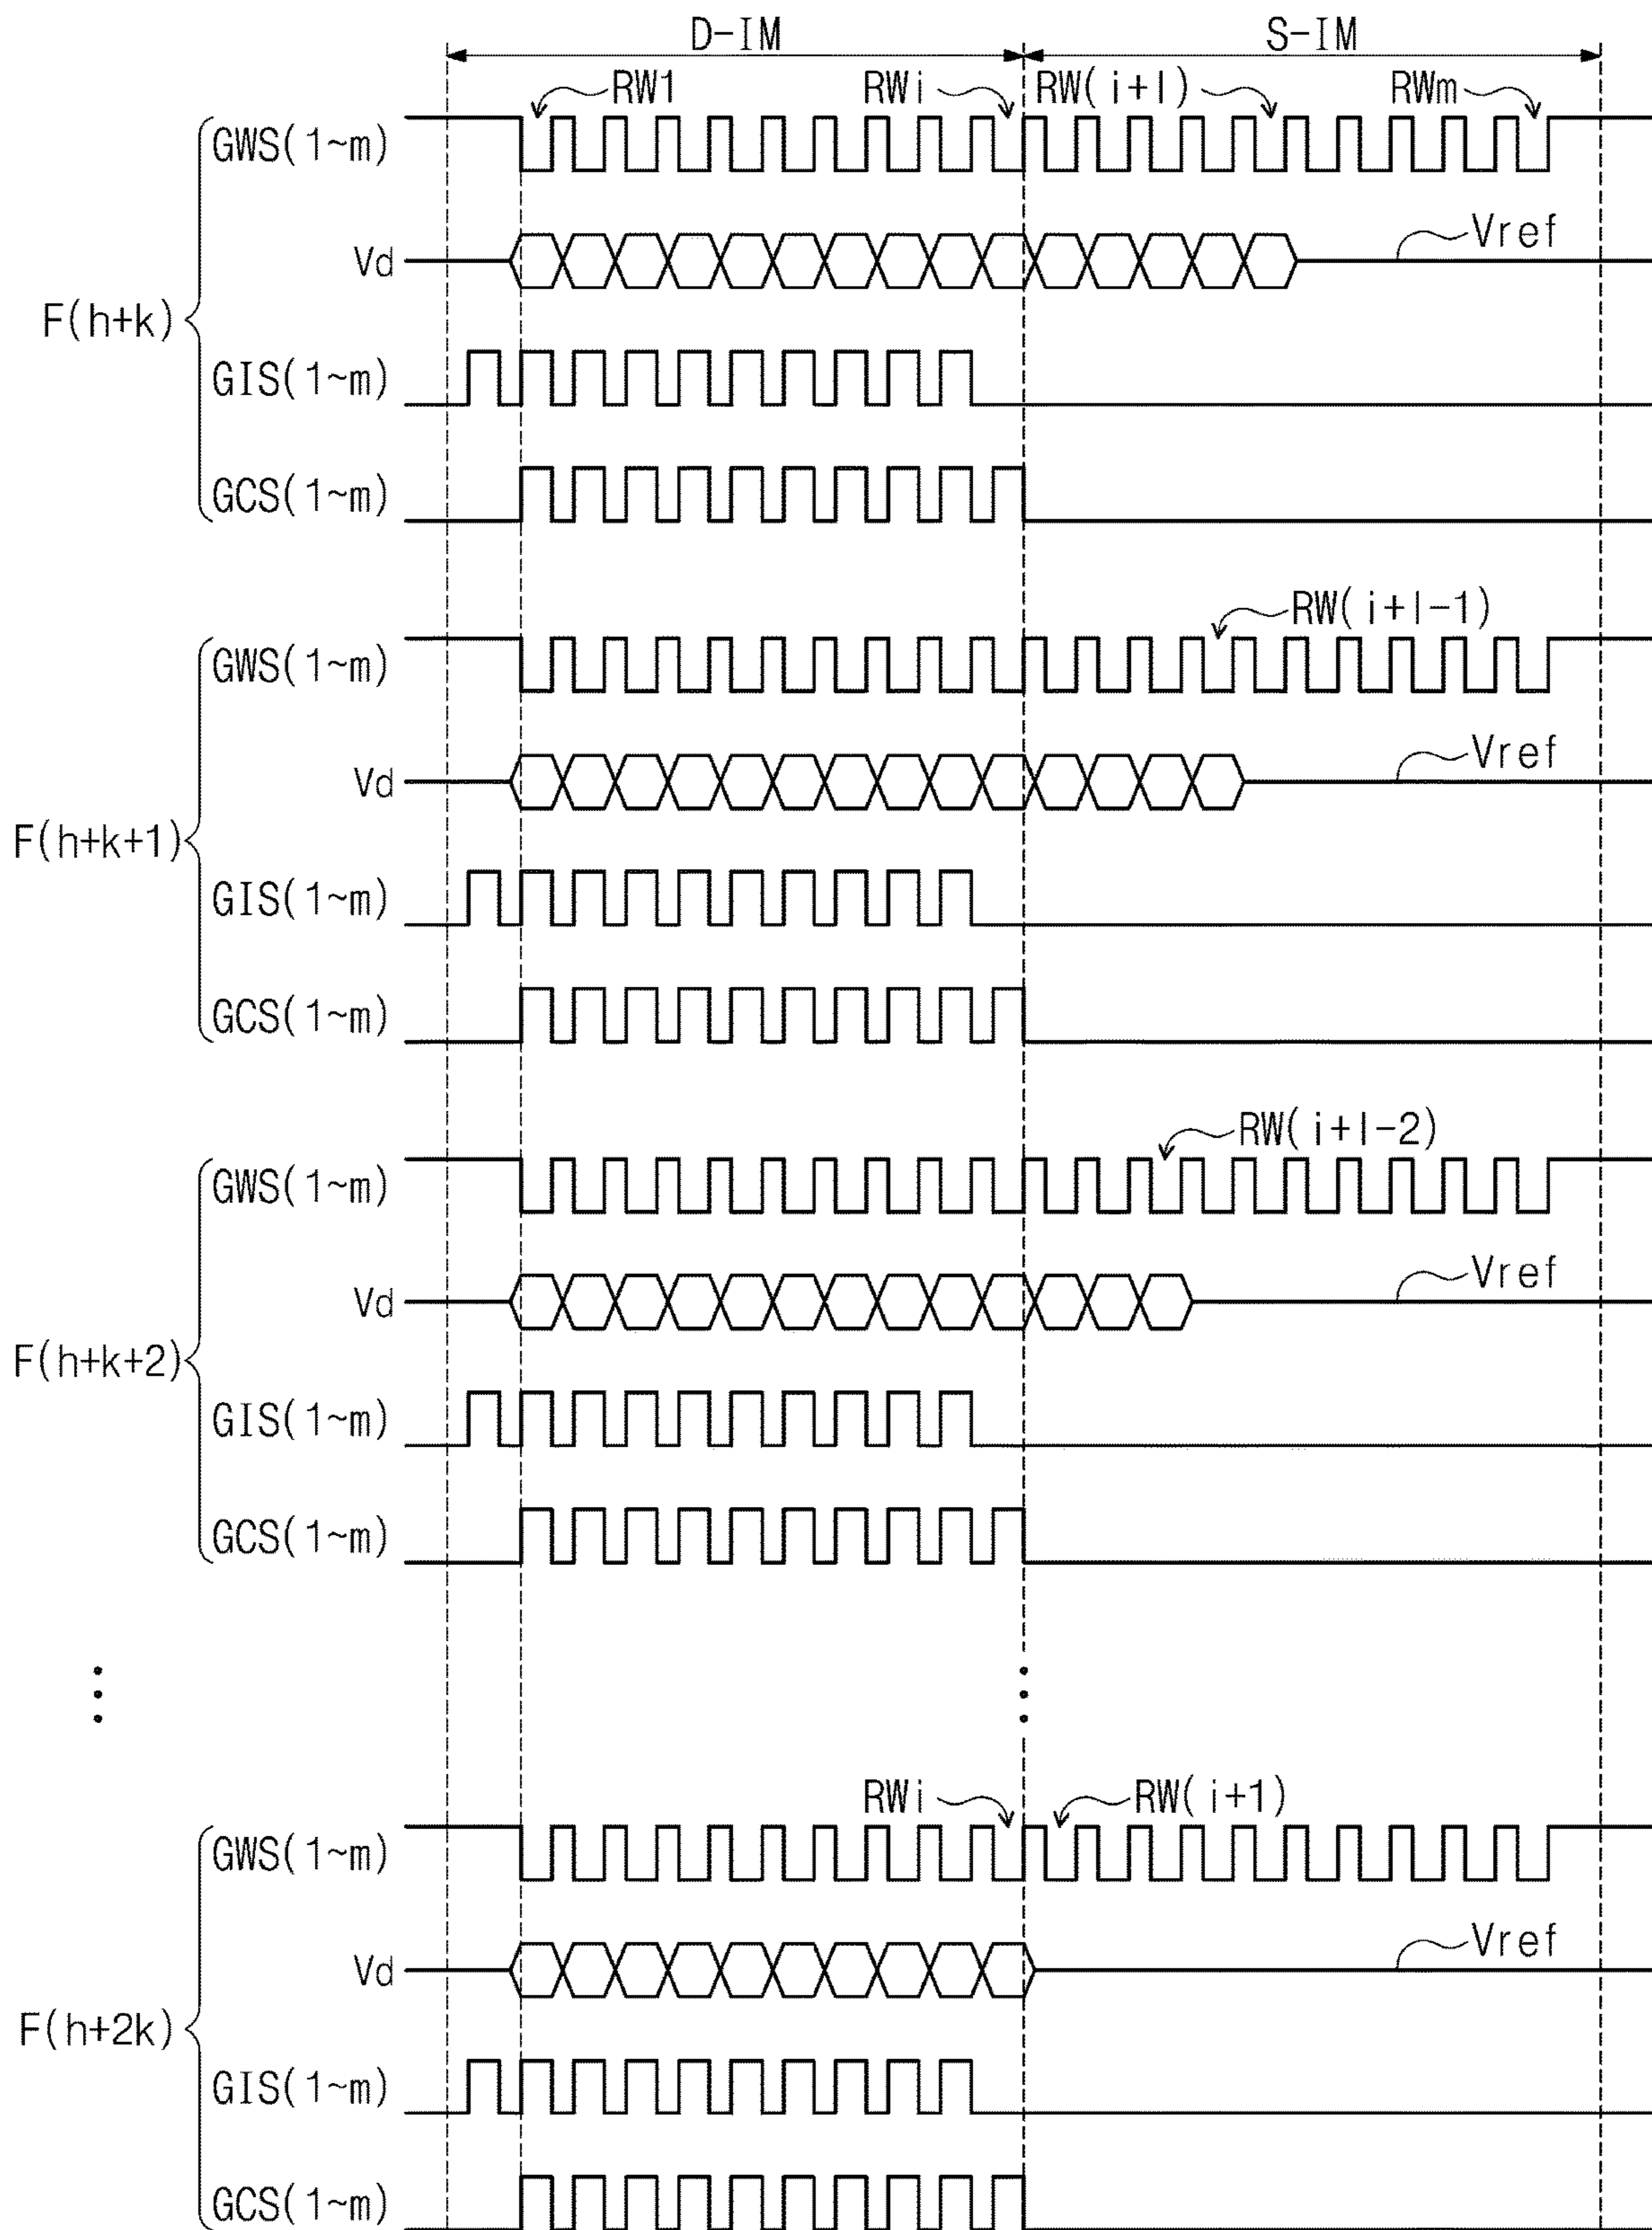 D-IM S-IM
RW1 RWi RW(i+l) RWm
GWS(1~m)
Vd Vref
F(h+k)
GIS(1~m)
GCS(1~m)
RW(i+l-1)
GWS(1~m)
Vd Vref
F(h+k+1)
GIS(1~m)
GCS(1~m)
RW(i+l-2)
GWS(1~m)
Vd Vref
F(h+k+2)
GIS(1~m)
GCS(1~m)
RWi RW(i+1)
GWS(1~m)
Vd Vref
F(h+2k)
GIS(1~m)
GCS(1~m)